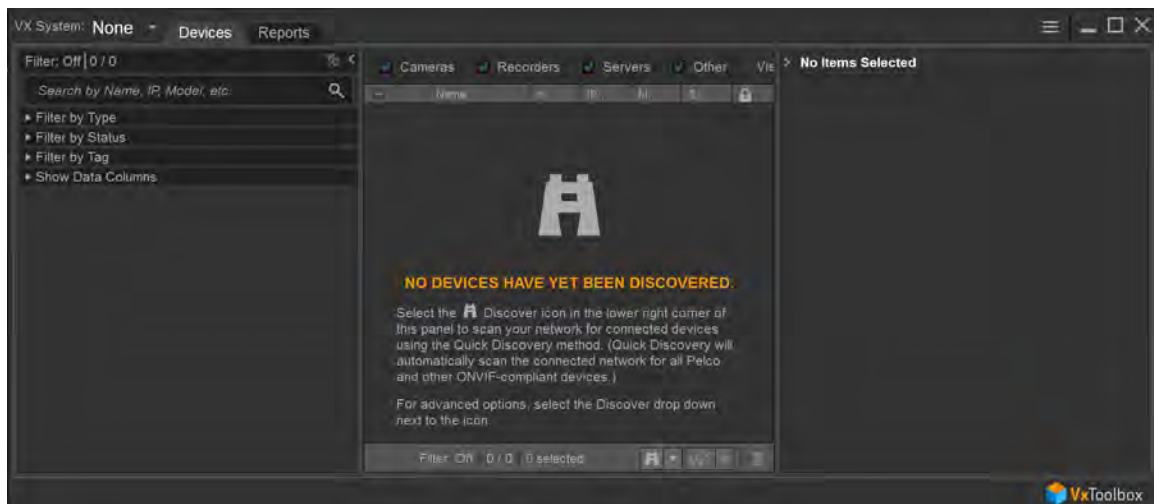 VX System: None Devices Reports
Filter: Off 0 / 0
Search by Name, IP, Model, etc.
Filter by Type
Filter by Status
Filter by Tag
Show Data Columns
Cameras Recorders Servers Other Vie
Name IP.. M..
NO DEVICES HAVE YET BEEN DISCOVERED.
Select the Discover icon in the lower right corner of
this panel to scan your network for connected devices
using the Quick Discovery method. (Quick Discovery will
automatically scan the connected network for all Pelco
and other ONVIF-compliant devices.)
For advanced options, select the Discover drop down
next to the icon.
Filter: Off 0 / 0 0 selected
No Items Selected
VxToolbox